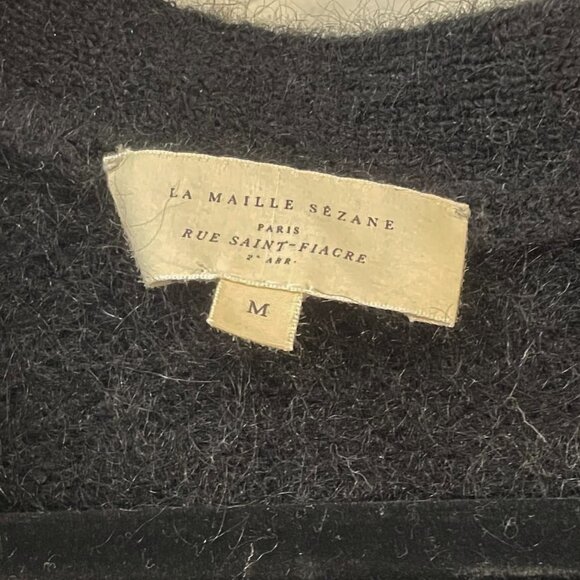 LA MAILLE SÉZANE
PARIS
RUE SAINT-FIACRE
2E ARR.
M